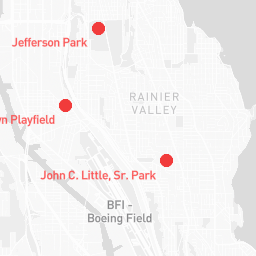 Jefferson Park
RAINIER
VALLEY
n Playfield
John C. Little, Sr. Park
BFI -
Boeing Field